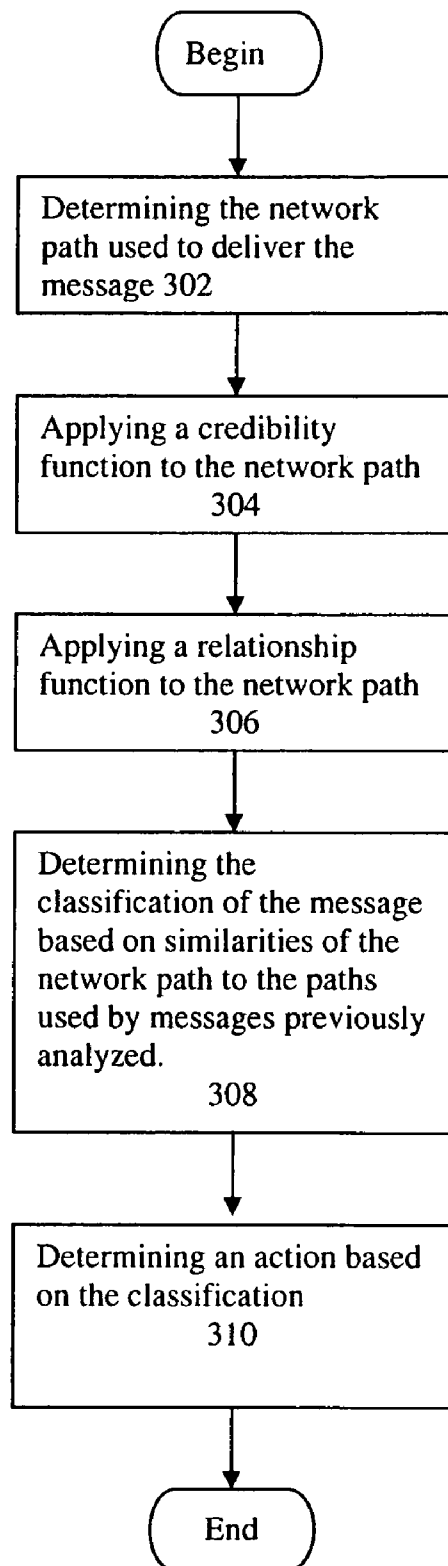 Begin
Determining the network
path used to deliver the
message 302
Applying a credibility
function to the network path
304
Applying a relationship
function to the network path
306
Determining the
classification of the message
based on similarities of the
network path to the paths
used by messages previously
analyzed.
308
Determining an action based
on the classification
310
End